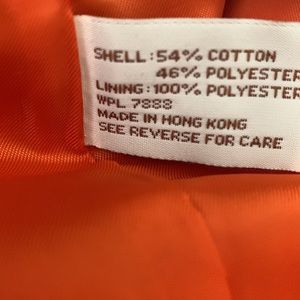 SHELL: 54% COTTON
46% POLYESTER
LINING: 100% POLYESTER
WPL 7888
MADE IN HONG KONG
SEE REVERSE FOR CARE